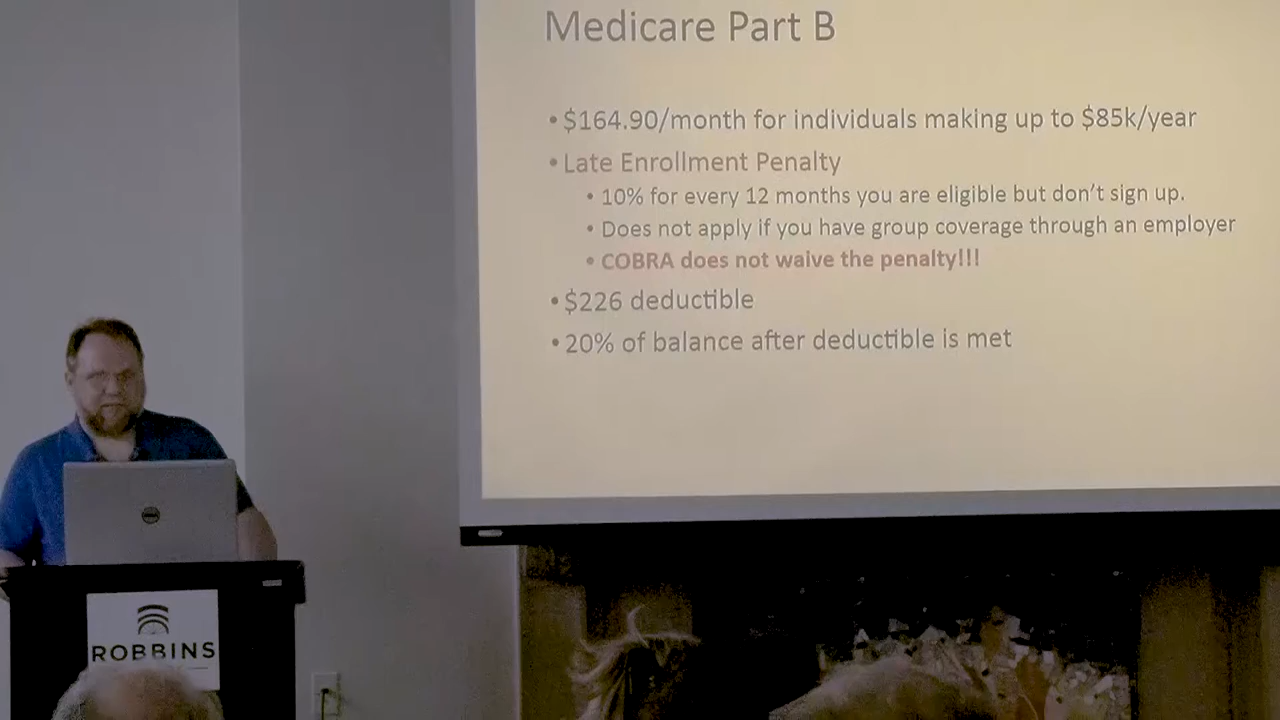 Medicare Part B
• $164.90/month for individuals making up to $85k/year
• Late Enrollment Penalty
• 10% for every 12 months you are eligible but don't sign up.
• Does not apply if you have group coverage through an employer
• COBRA does not waive the penalty!!!
• $226 deductible
• 20% of balance after deductible is met
DELL
ROBBINS